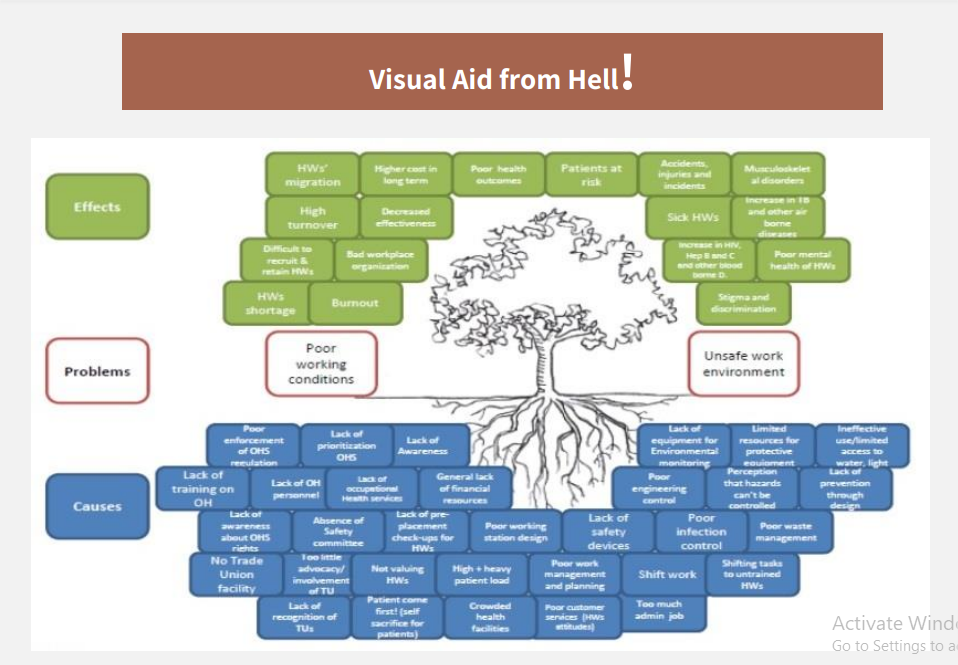 Visual Aid from Hell!
Effects
HWs'
migration
Higher cost in
long term
Poor health
outcomes
Patients at
risk
Accidents,
injuries and
incidents
Musculoskelet
al disorders
High
turnover
Decreased
effectiveness
Sick HWs
Increase in TB
and other air
borne
diseases
Difficult to
recruit &
retain HWs
Bad workplace
organization
Increase in HIV,
Hep B and C
and other blood
borne D.
Poor mental
health of HWs
HWs
shortage
Burnout
Stigma and
discrimination
Problems
Poor
working
conditions
Unsafe work
environment
Causes
Poor
enforcement
of OHS
regulation
Lack of
prioritization
OHS
Lack of
Awareness
Lack of
equipment for
Environmental
monitoring
Limited
resources for
protective
equipment
Ineffective
use/limited
access to
water, light
Lack of
training on
OH
Lack of OH
personnel
Lack of
occupational
Health services
General lack
of financial
resources
Poor
engineering
control
Perception
that hazards
can't be
controlled
Lack of
prevention
through
design
Lack of
awareness
about OHS
rights
Absence of
Safety
committee
Lack of pre-
placement
check-ups for
HWs
Poor working
station design
Lack of
safety
devices
Poor
infection
control
Poor waste
management
No Trade
Union
facility
Too little
advocacy/
involvement
of TU
Not valuing
HWs
High + heavy
patient load
Poor work
management
and planning
Shift work
Shifting tasks
to untrained
HWs
Lack of
recognition of
TUs
Patient come
first! (self
sacrifice for
patients)
Crowded
health
facilities
Poor customer
services (HWs
attitudes)
Too much
admin job
Activate Wind
Go to Settings to a